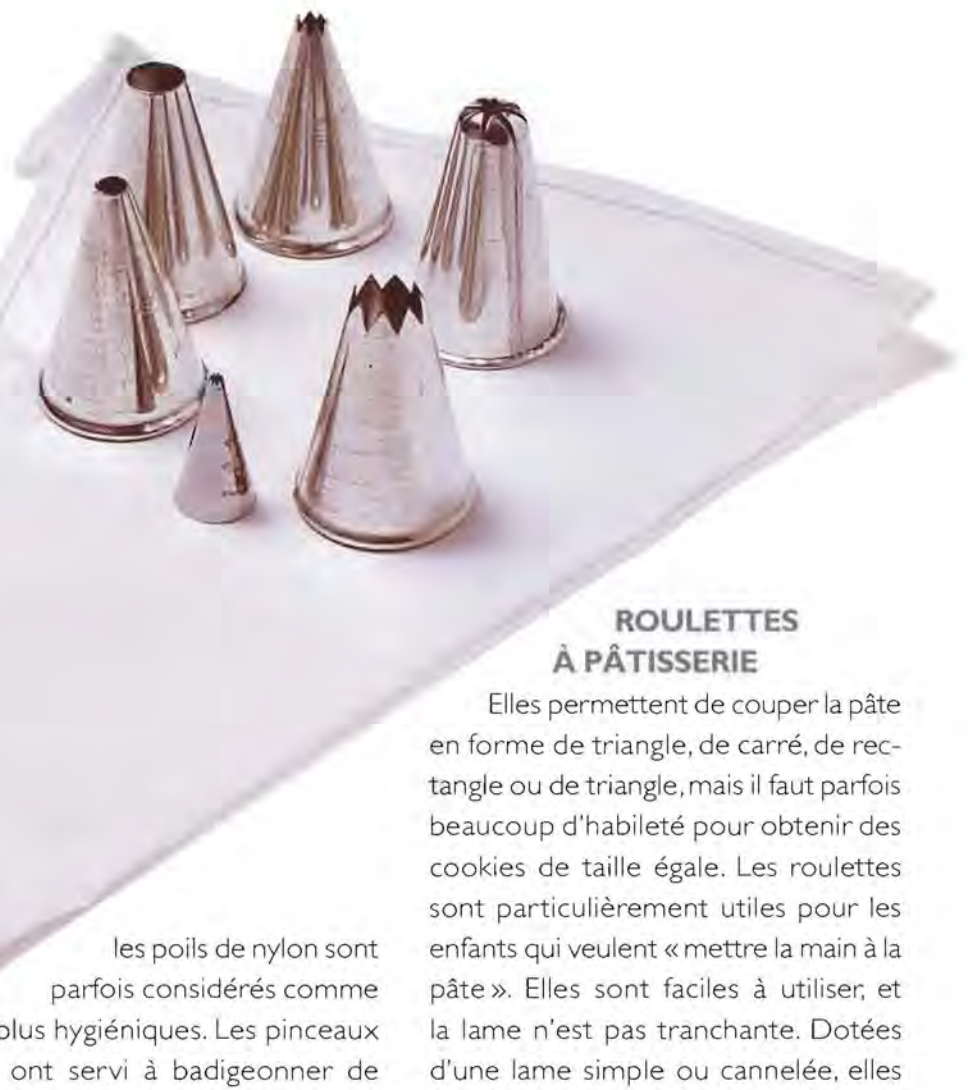 les poils de nylon sont
parfois considérés comme
plus hygiéniques. Les pinceaux
ont servi à badigeonner de
ROULETTES
À PÂTISSERIE
Elles permettent de couper la pâte
en forme de triangle, de carré, de rec-
tangle ou de triangle, mais il faut parfois
beaucoup d'habileté pour obtenir des
cookies de taille égale. Les roulettes
sont particulièrement utiles pour les
enfants qui veulent « mettre la main à la
pâte ». Elles sont faciles à utiliser, et
la lame n'est pas tranchante. Dotées
d'une lame simple ou cannelée, elles